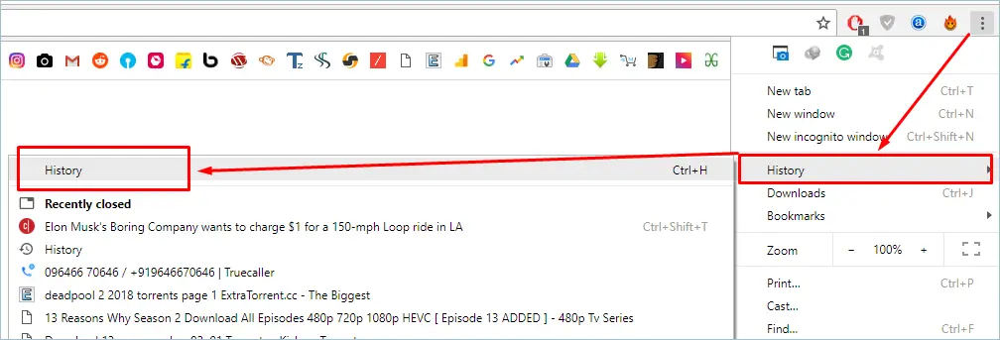 1
New tab Ctrl+T
New window Ctrl+N
New incognito window Ctrl+Shift+N
History
Downloads Ctrl+J
Bookmarks
Zoom − 100% +
Print... Ctrl+P
Cast...
Find... Ctrl+F
History Ctrl+H
Recently closed
Elon Musk's Boring Company wants to charge $1 for a 150-mph Loop ride in LA Ctrl+Shift+T
History
096466 70646 / +919646670646 | Truecaller
deadpool 2 2018 torrents page 1 ExtraTorrent.cc - The Biggest
13 Reasons Why Season 2 Download All Episodes 480p 720p 1080p HEVC [ Episode 13 ADDED ] - 480p Tv Series